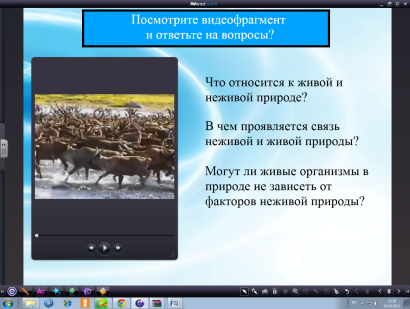 Посмотрите видеофрагмент
и ответьте на вопросы?
Что относится к живой и
неживой природе?
В чем проявляется связь
неживой и живой природы?
Могут ли живые организмы в
природе не зависеть от
факторов неживой природы?